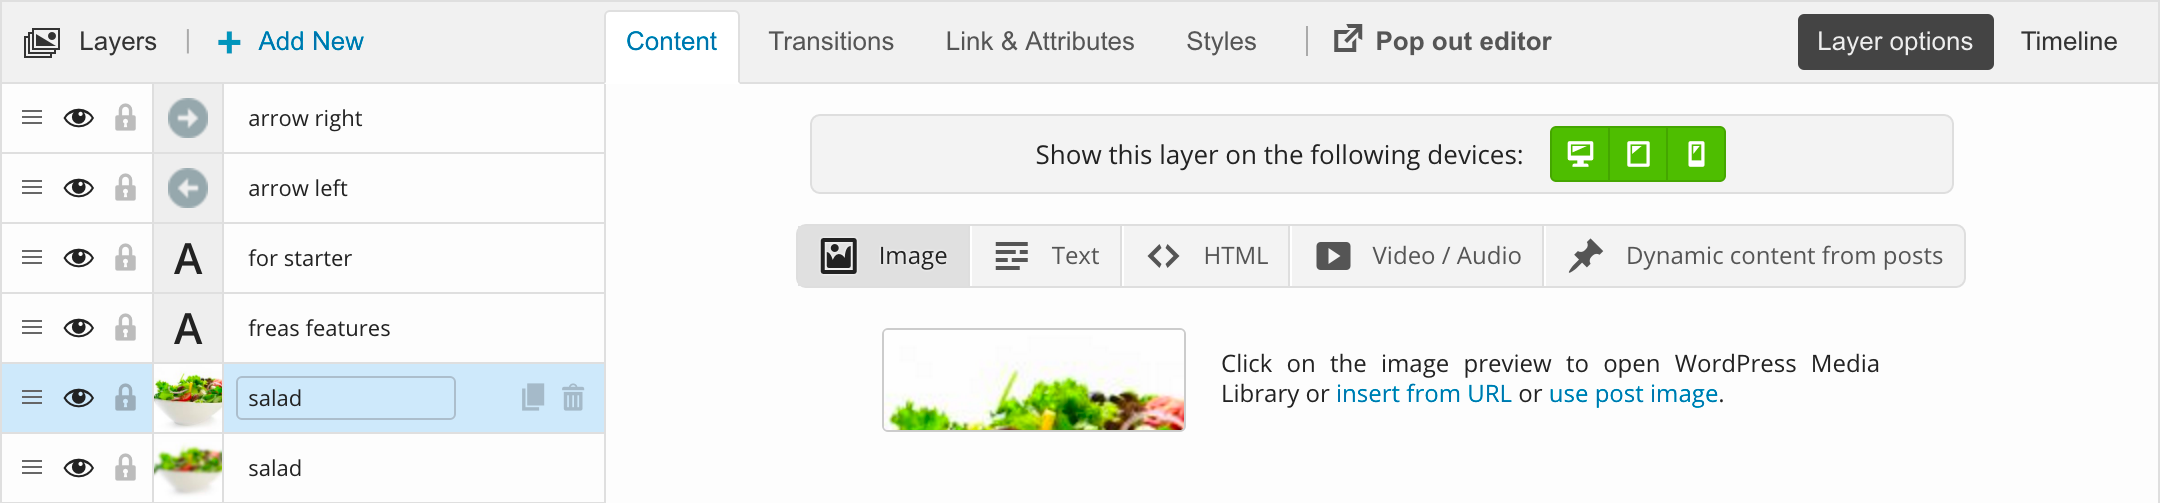 Layers | + Add New
Content Transitions Link & Attributes Styles | Pop out editor Layer options Timeline
arrow right
arrow left
A for starter
A freas features
salad
salad
Show this layer on the following devices:
Image Text HTML Video / Audio Dynamic content from posts
Click on the image preview to open WordPress Media
Library or insert from URL or use post image.